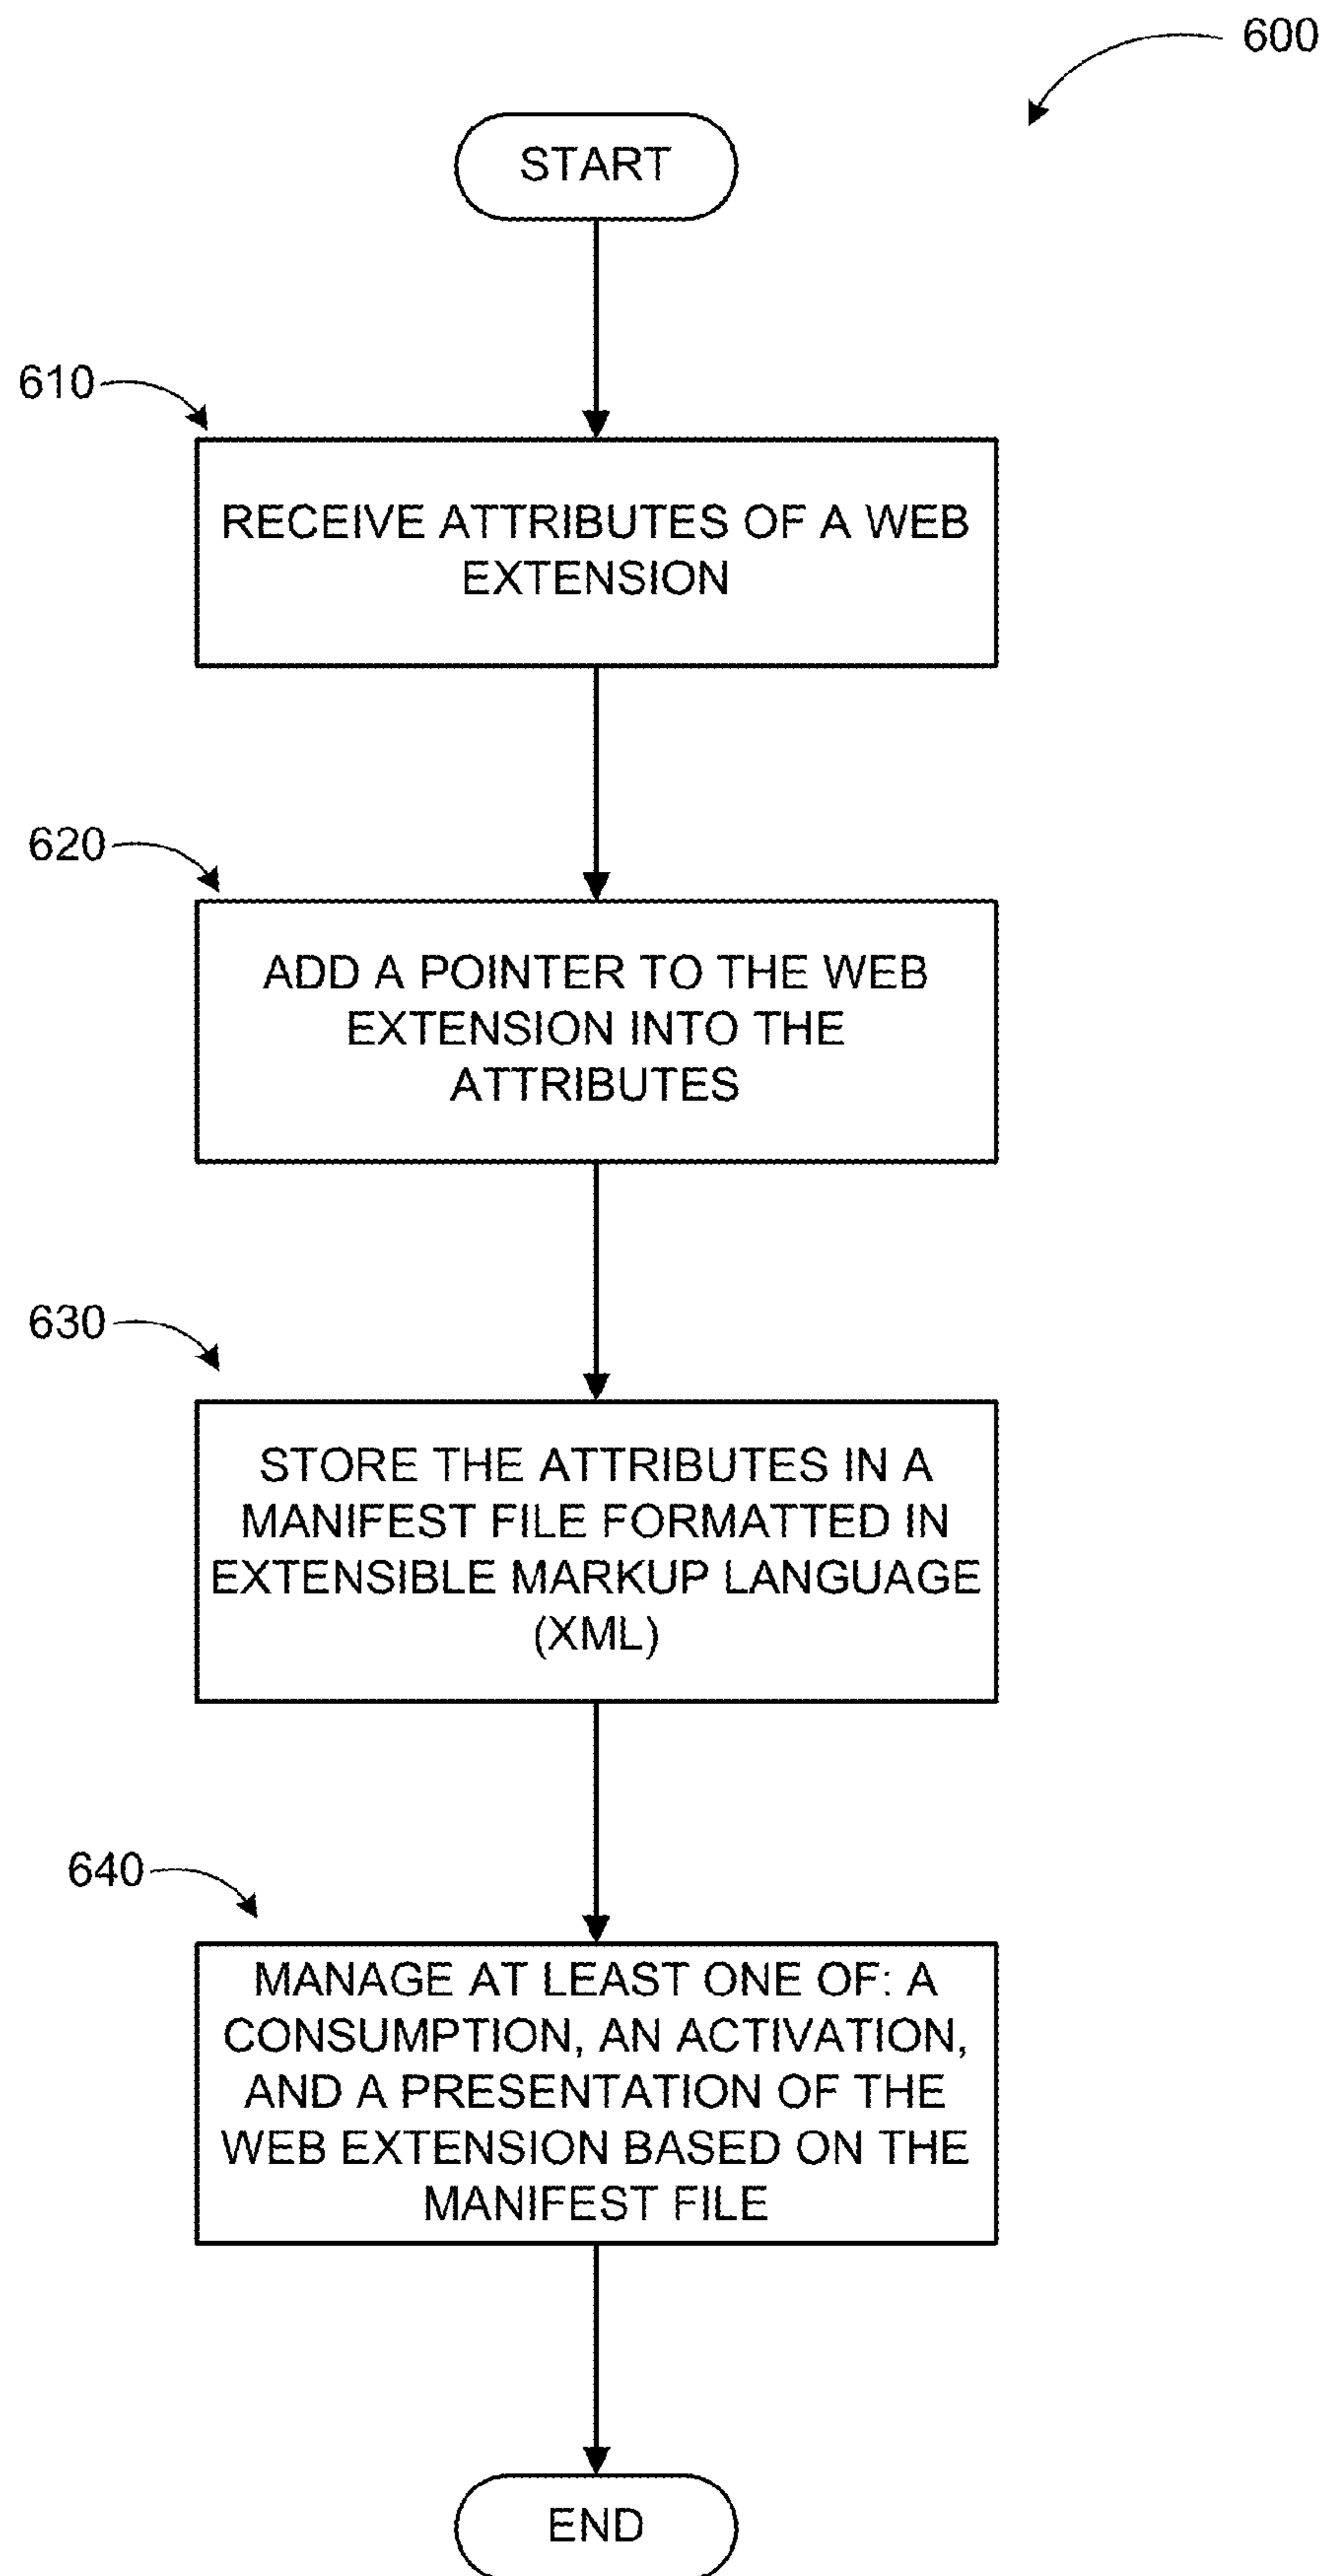 600
START
610
RECEIVE ATTRIBUTES OF A WEB
EXTENSION
620
ADD A POINTER TO THE WEB
EXTENSION INTO THE
ATTRIBUTES
630
STORE THE ATTRIBUTES IN A
MANIFEST FILE FORMATTED IN
EXTENSIBLE MARKUP LANGUAGE
(XML)
640
MANAGE AT LEAST ONE OF: A
CONSUMPTION, AN ACTIVATION,
AND A PRESENTATION OF THE
WEB EXTENSION BASED ON THE
MANIFEST FILE
END